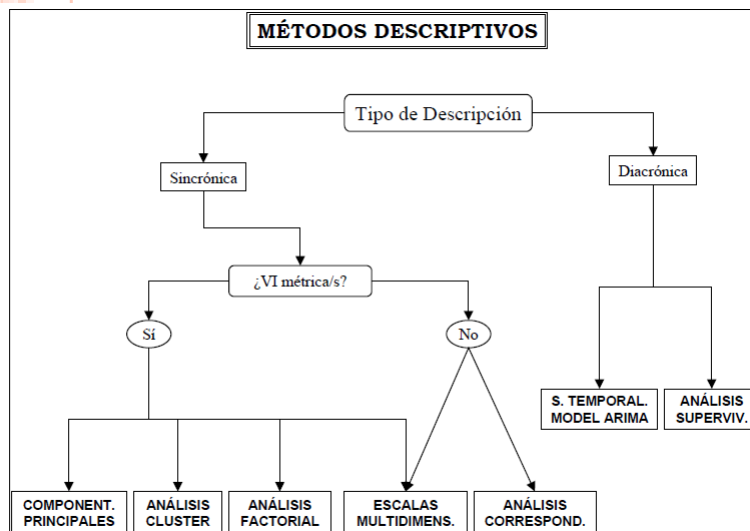 MÉTODOS DESCRIPTIVOS
Tipo de Descripción
Sincrónica
Diacrónica
¿VI métrica/s?
Sí
No
S. TEMPORAL.
MODEL ARIMA
ANÁLISIS
SUPERVIV.
COMPONENT.
PRINCIPALES
ANÁLISIS
CLUSTER
ANÁLISIS
FACTORIAL
ESCALAS
MULTIDIMENS.
ANÁLISIS
CORRESPOND.